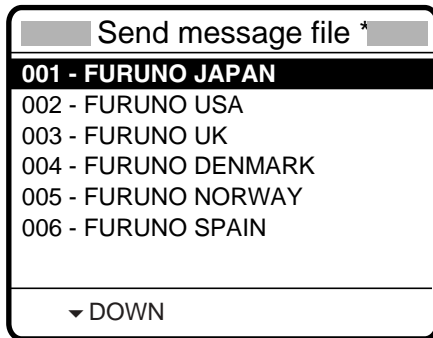 Send message file *
001 - FURUNO JAPAN
002 - FURUNO USA
003 - FURUNO UK
004 - FURUNO DENMARK
005 - FURUNO NORWAY
006 - FURUNO SPAIN
DOWN